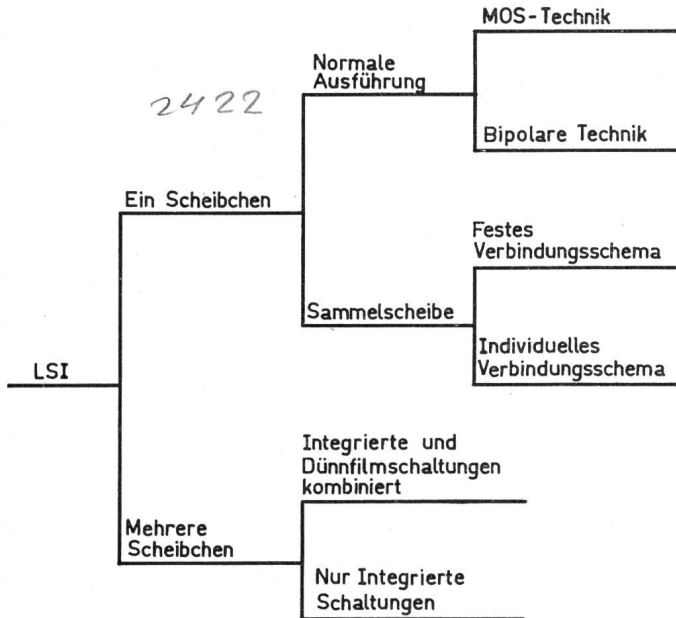 MOS-Technik
Normale
Ausführung
2422
Bipolare Technik
Ein Scheibchen
Festes
Verbindungsschema
Sammelscheibe
Individuelles
Verbindungsschema
LSI
Integrierte und
Dünnfilmschaltungen
kombiniert
Mehrere
Scheibchen
Nur Integrierte
Schaltungen